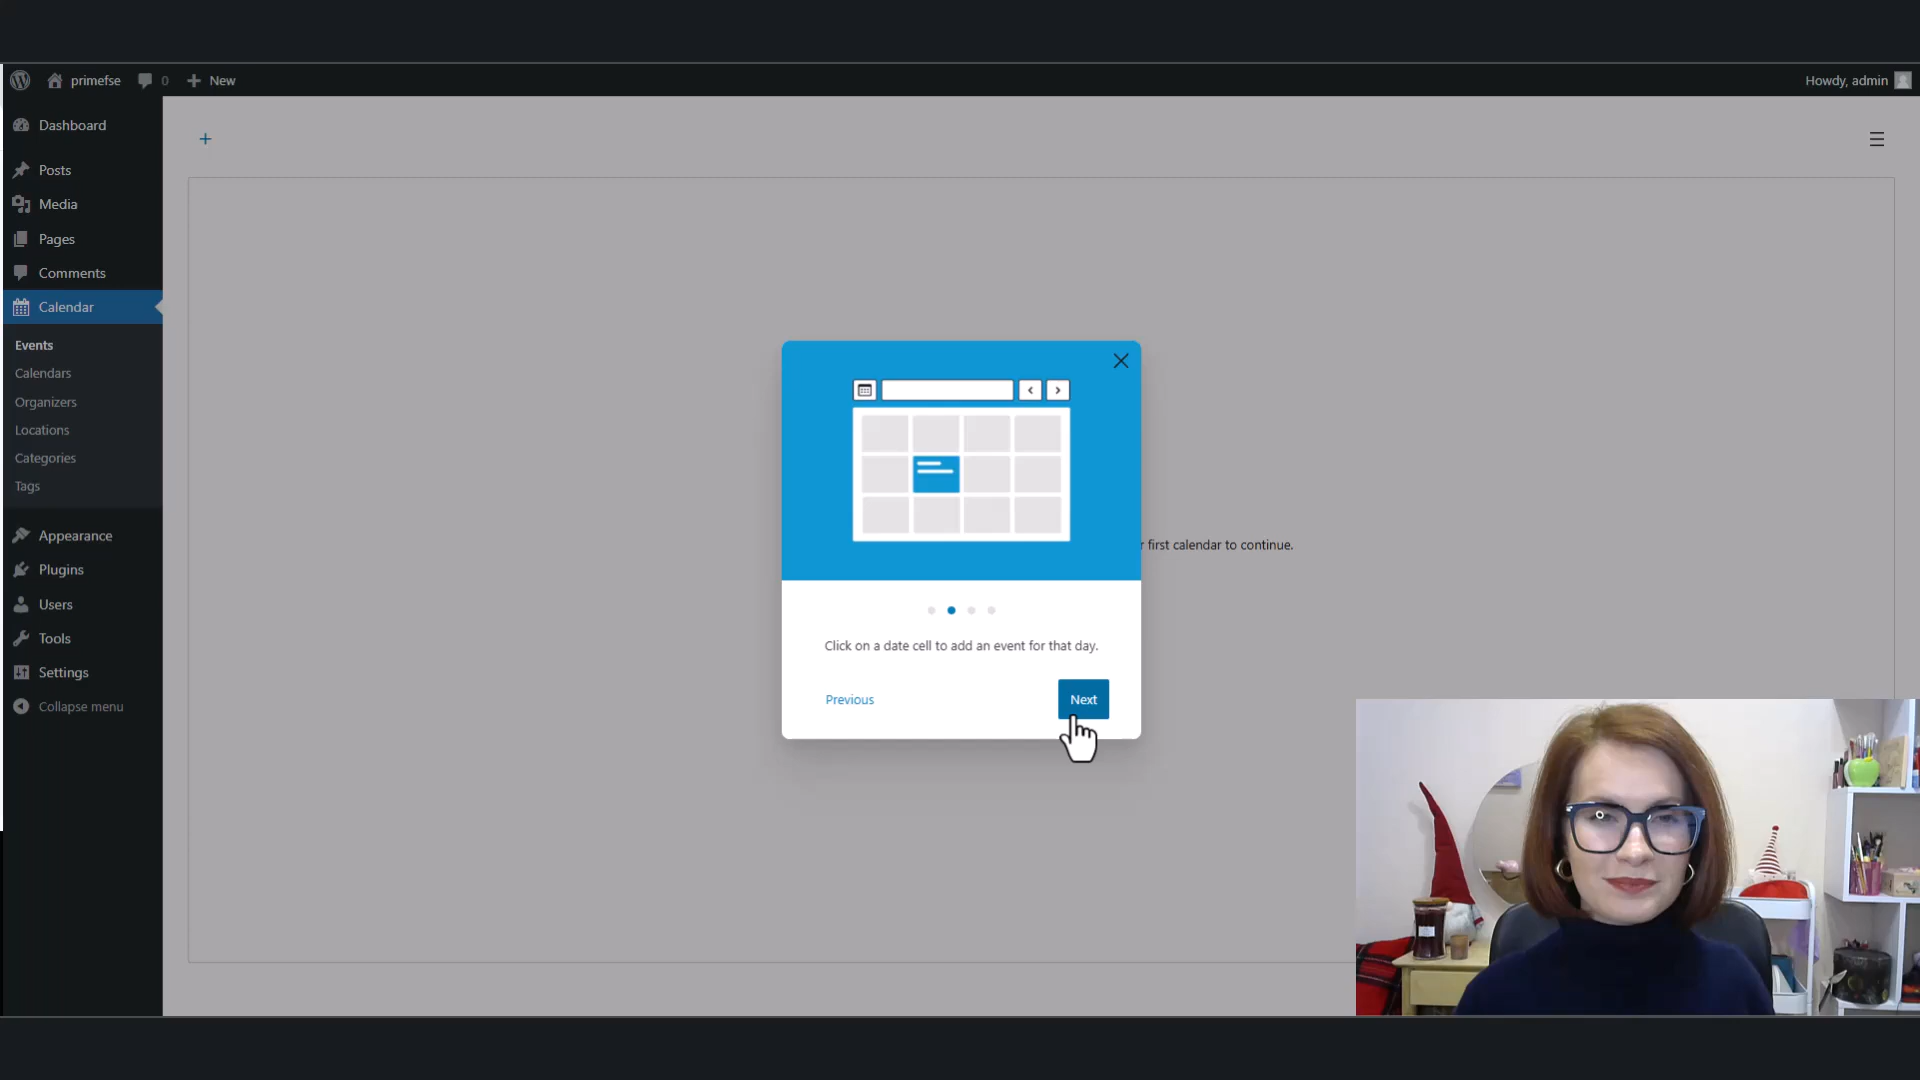 primefse
0
New
Howdy, admin
Dashboard
Posts
Media
Pages
Comments
Calendar
Events
Calendars
Organizers
Locations
Categories
Tags
Appearance
Plugins
Users
Tools
Settings
Collapse menu
first calendar to continue.
Click on a date cell to add an event for that day.
Previous
Next